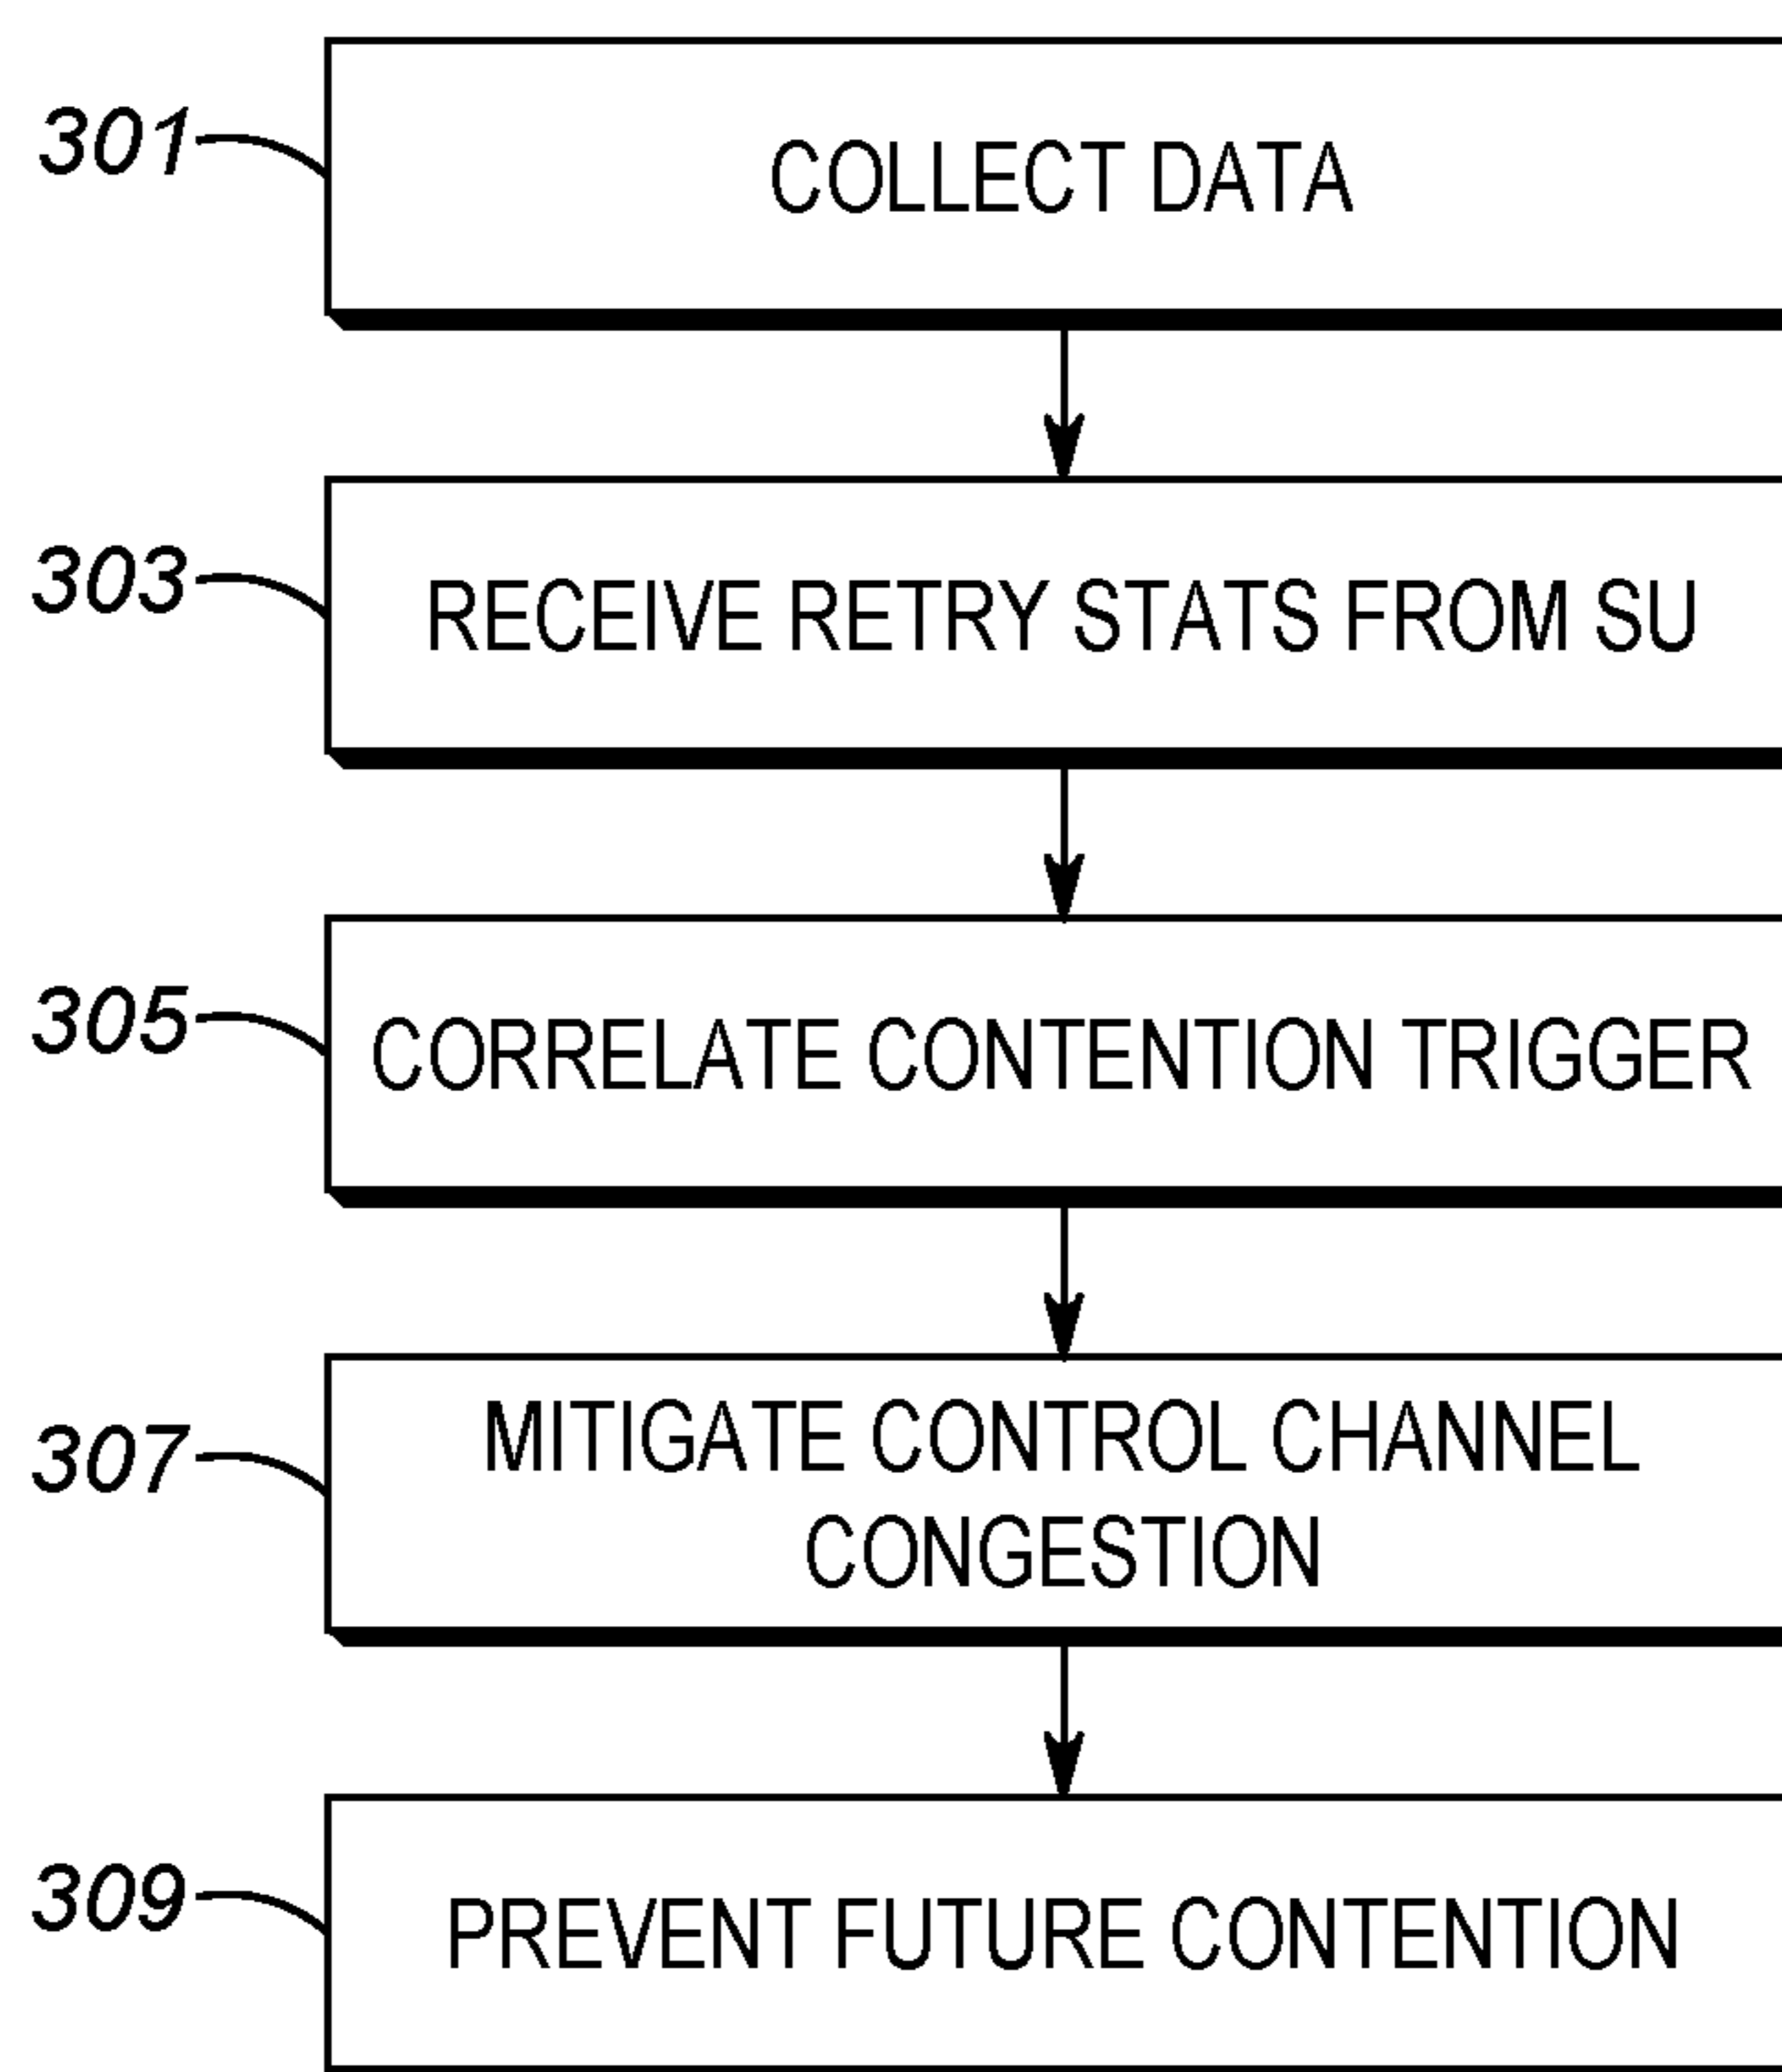 301
COLLECT DATA
303
RECEIVE RETRY STATS FROM SU
305
CORRELATE CONTENTION TRIGGER
307
MITIGATE CONTROL CHANNEL
CONGESTION
309
PREVENT FUTURE CONTENTION